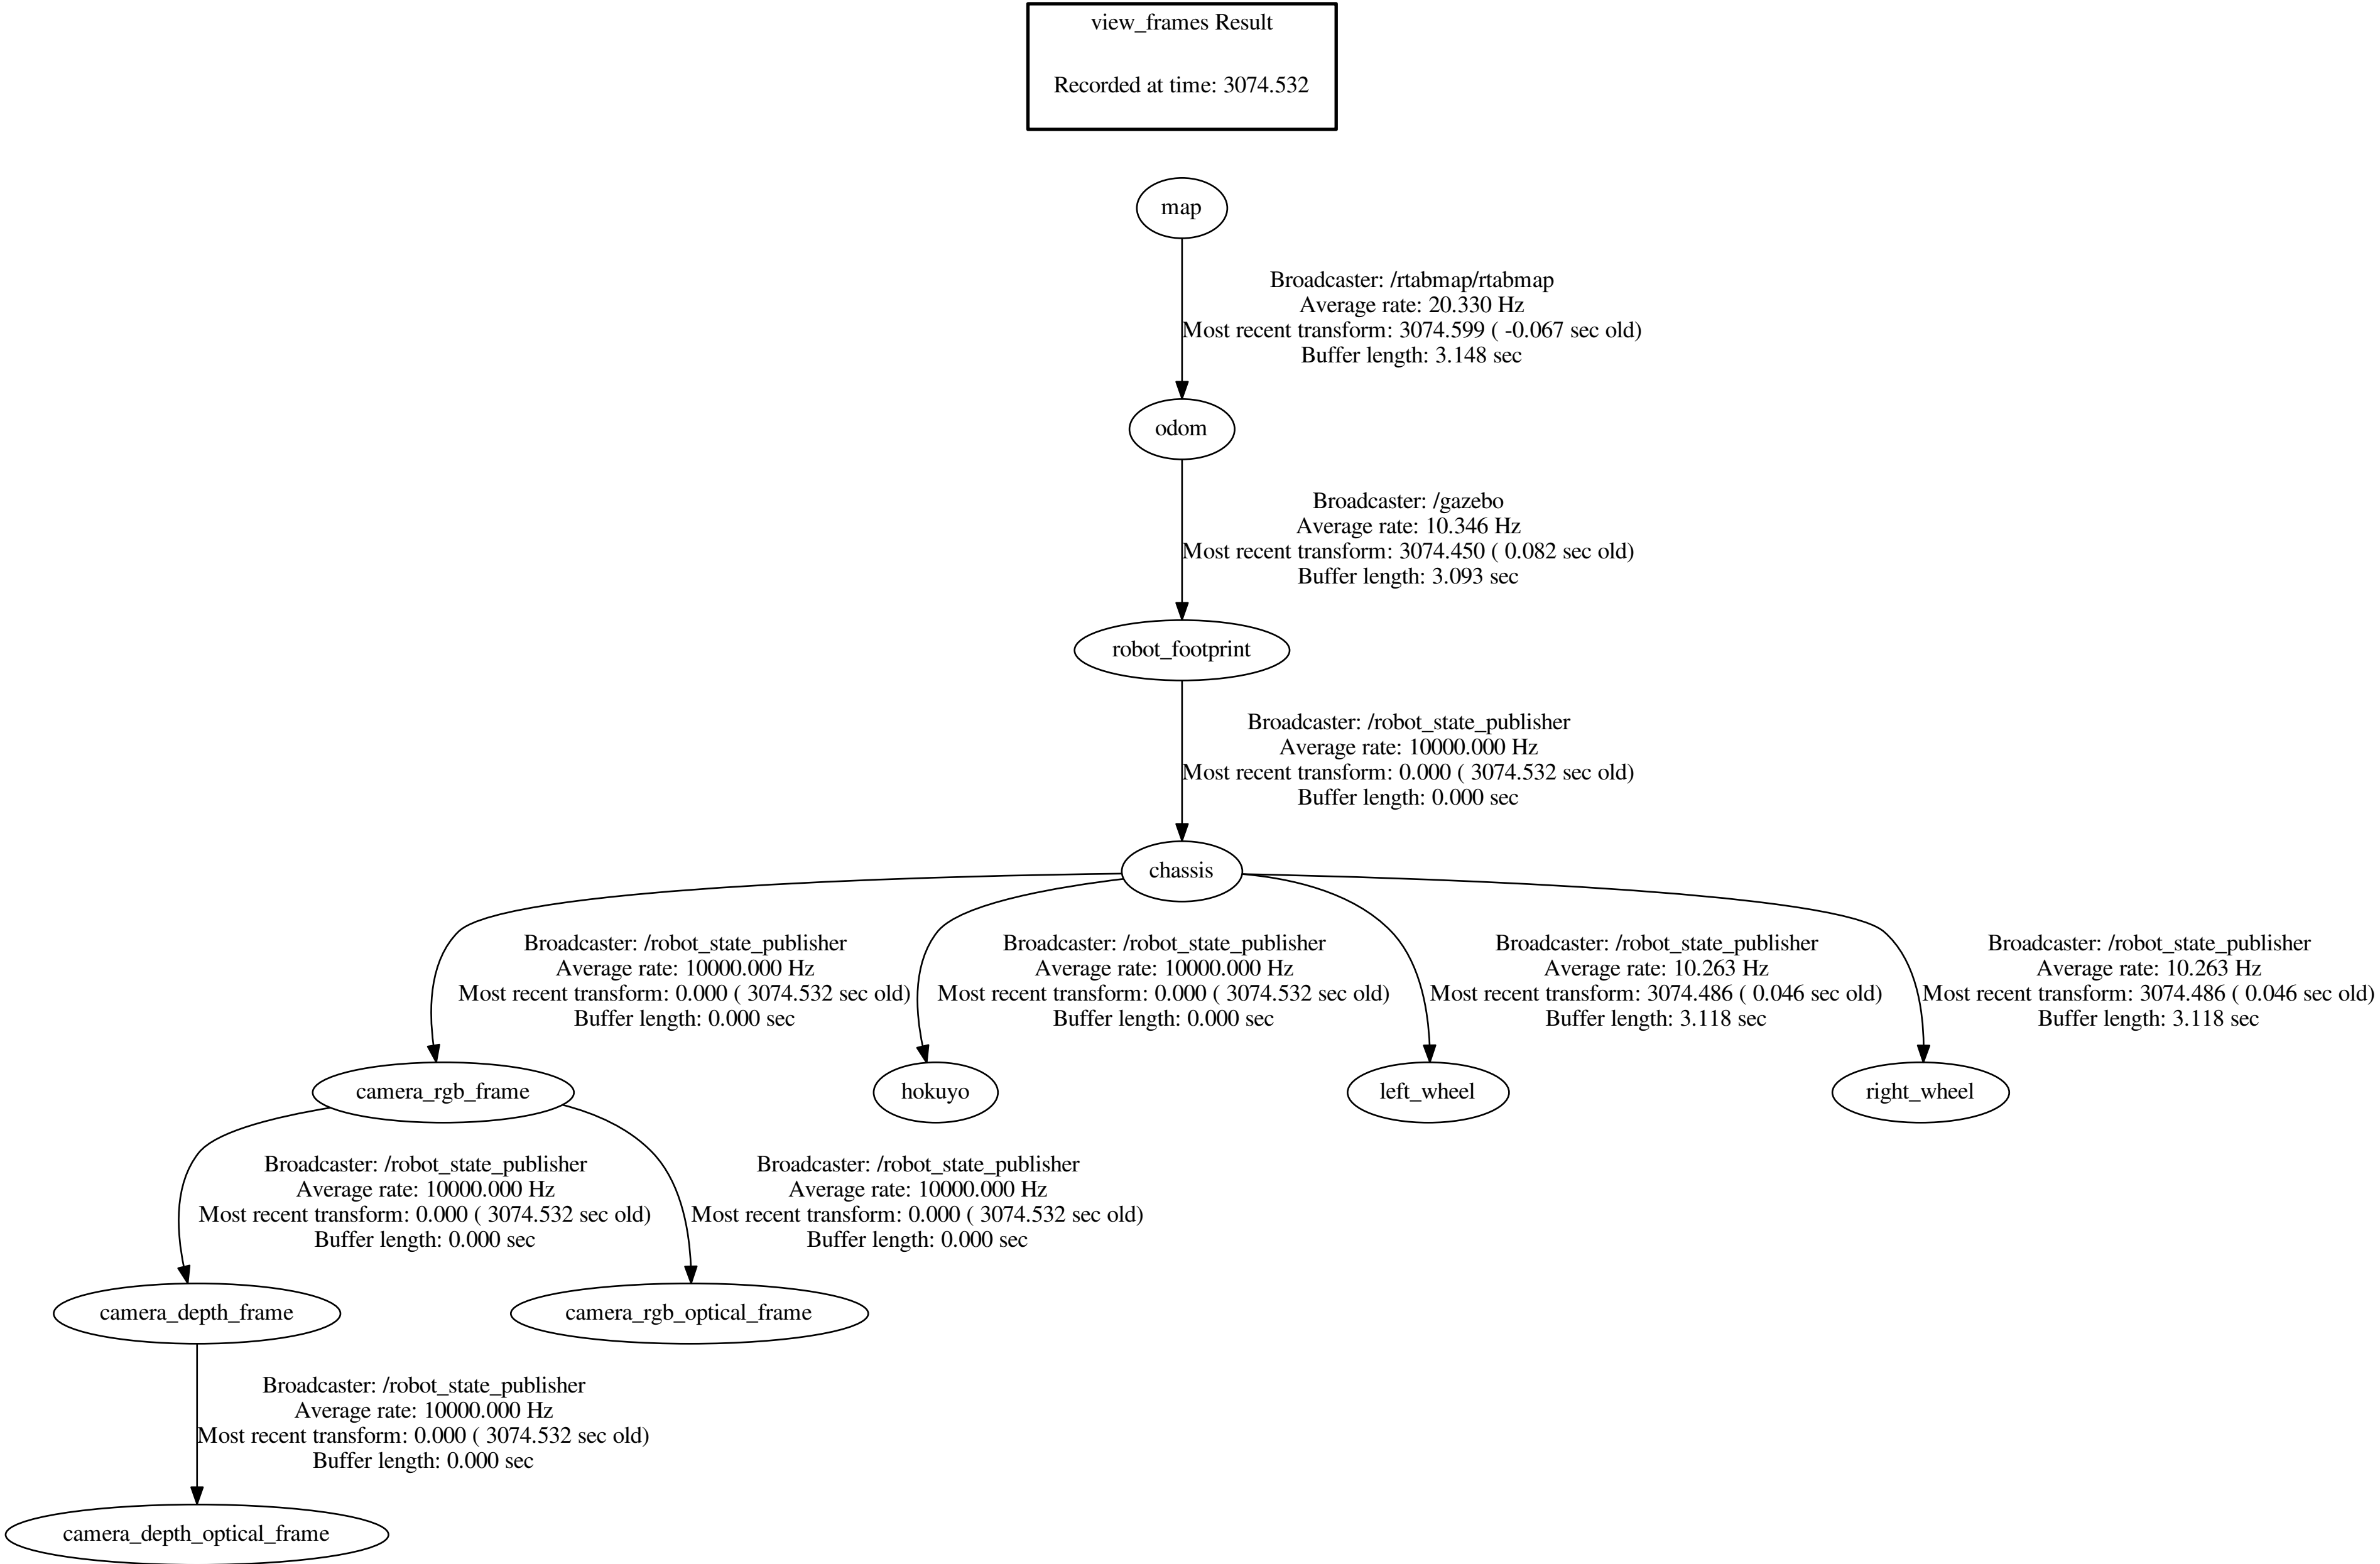 view_frames Result
Recorded at time: 3074.532
map
Broadcaster: /rtabmap/rtabmap
Average rate: 20.330 Hz
Most recent transform: 3074.599 ( -0.067 sec old)
Buffer length: 3.148 sec
odom
Broadcaster: /gazebo
Average rate: 10.346 Hz
Most recent transform: 3074.450 ( 0.082 sec old)
Buffer length: 3.093 sec
robot_footprint
Broadcaster: /robot_state_publisher
Average rate: 10000.000 Hz
Most recent transform: 0.000 ( 3074.532 sec old)
Buffer length: 0.000 sec
chassis
Broadcaster: /robot_state_publisher
Average rate: 10000.000 Hz
Most recent transform: 0.000 ( 3074.532 sec old)
Buffer length: 0.000 sec
Broadcaster: /robot_state_publisher
Average rate: 10000.000 Hz
Most recent transform: 0.000 ( 3074.532 sec old)
Buffer length: 0.000 sec
Broadcaster: /robot_state_publisher
Average rate: 10.263 Hz
Most recent transform: 3074.486 ( 0.046 sec old)
Buffer length: 3.118 sec
Broadcaster: /robot_state_publisher
Average rate: 10.263 Hz
Most recent transform: 3074.486 ( 0.046 sec old)
Buffer length: 3.118 sec
camera_rgb_frame
hokuyo
left_wheel
right_wheel
Broadcaster: /robot_state_publisher
Average rate: 10000.000 Hz
Most recent transform: 0.000 ( 3074.532 sec old)
Buffer length: 0.000 sec
Broadcaster: /robot_state_publisher
Average rate: 10000.000 Hz
Most recent transform: 0.000 ( 3074.532 sec old)
Buffer length: 0.000 sec
camera_depth_frame
camera_rgb_optical_frame
Broadcaster: /robot_state_publisher
Average rate: 10000.000 Hz
Most recent transform: 0.000 ( 3074.532 sec old)
Buffer length: 0.000 sec
camera_depth_optical_frame